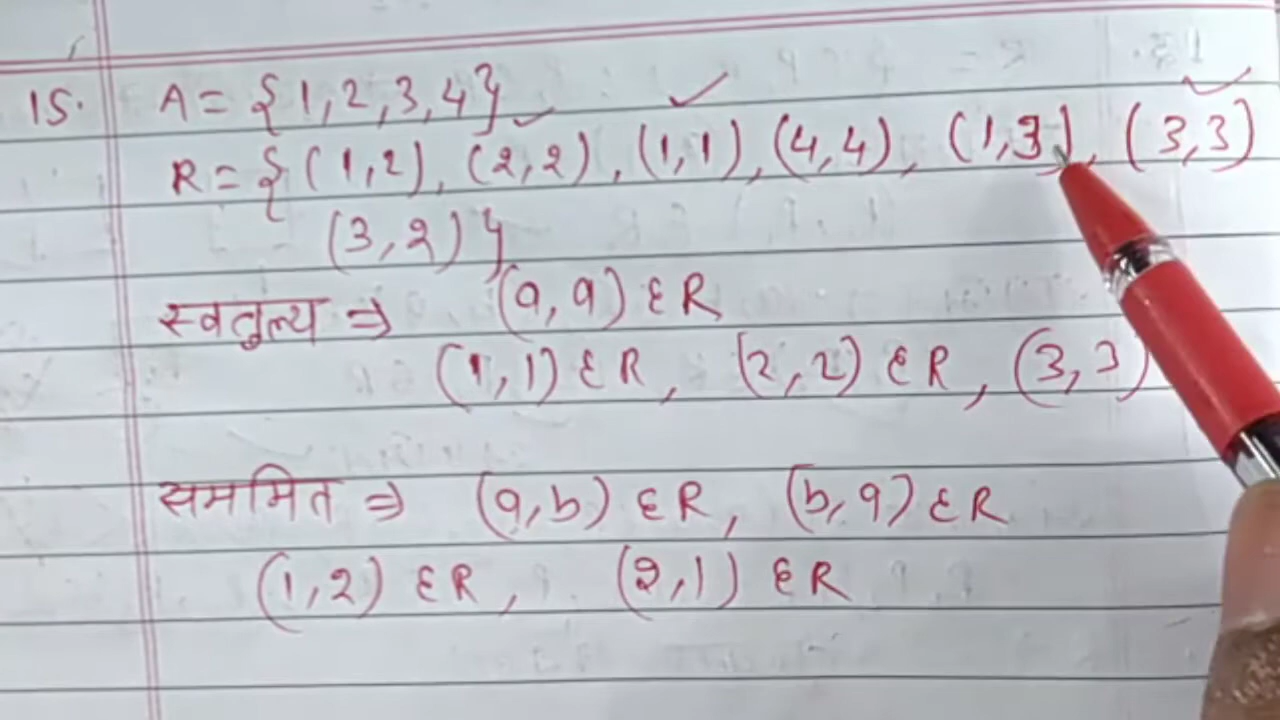 15. A = {1,2,3,4}
R = {(1,2), (2,2), (1,1), (4,4), (1,3), (3,3)
(3,2)}
स्वतुल्य ⇒ (a,a) ∈ R
(1,1) ∈ R, (2,2) ∈ R, (3,3)
सममित ⇒ (a,b) ∈ R, (b,a) ∈ R
(1,2) ∈ R, (2,1) ∈ R